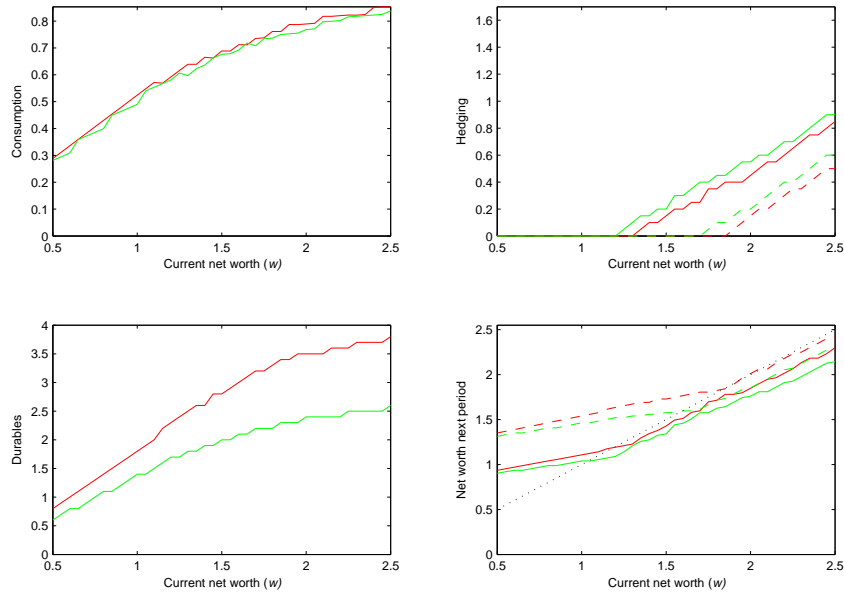 0.8
0.7
0.6
0.5
0.4
0.3
0.2
0.1
0
Consumption
0.5 1 1.5 2 2.5
Current net worth (w)
1.6
1.4
1.2
1
0.8
0.6
0.4
0.2
0
Hedging
0.5 1 1.5 2 2.5
Current net worth (w)
4
3.5
3
2.5
2
1.5
1
0.5
0
Durables
0.5 1 1.5 2 2.5
Current net worth (w)
2.5
2
1.5
1
0.5
0
Net worth next period
0.5 1 1.5 2 2.5
Current net worth (w)